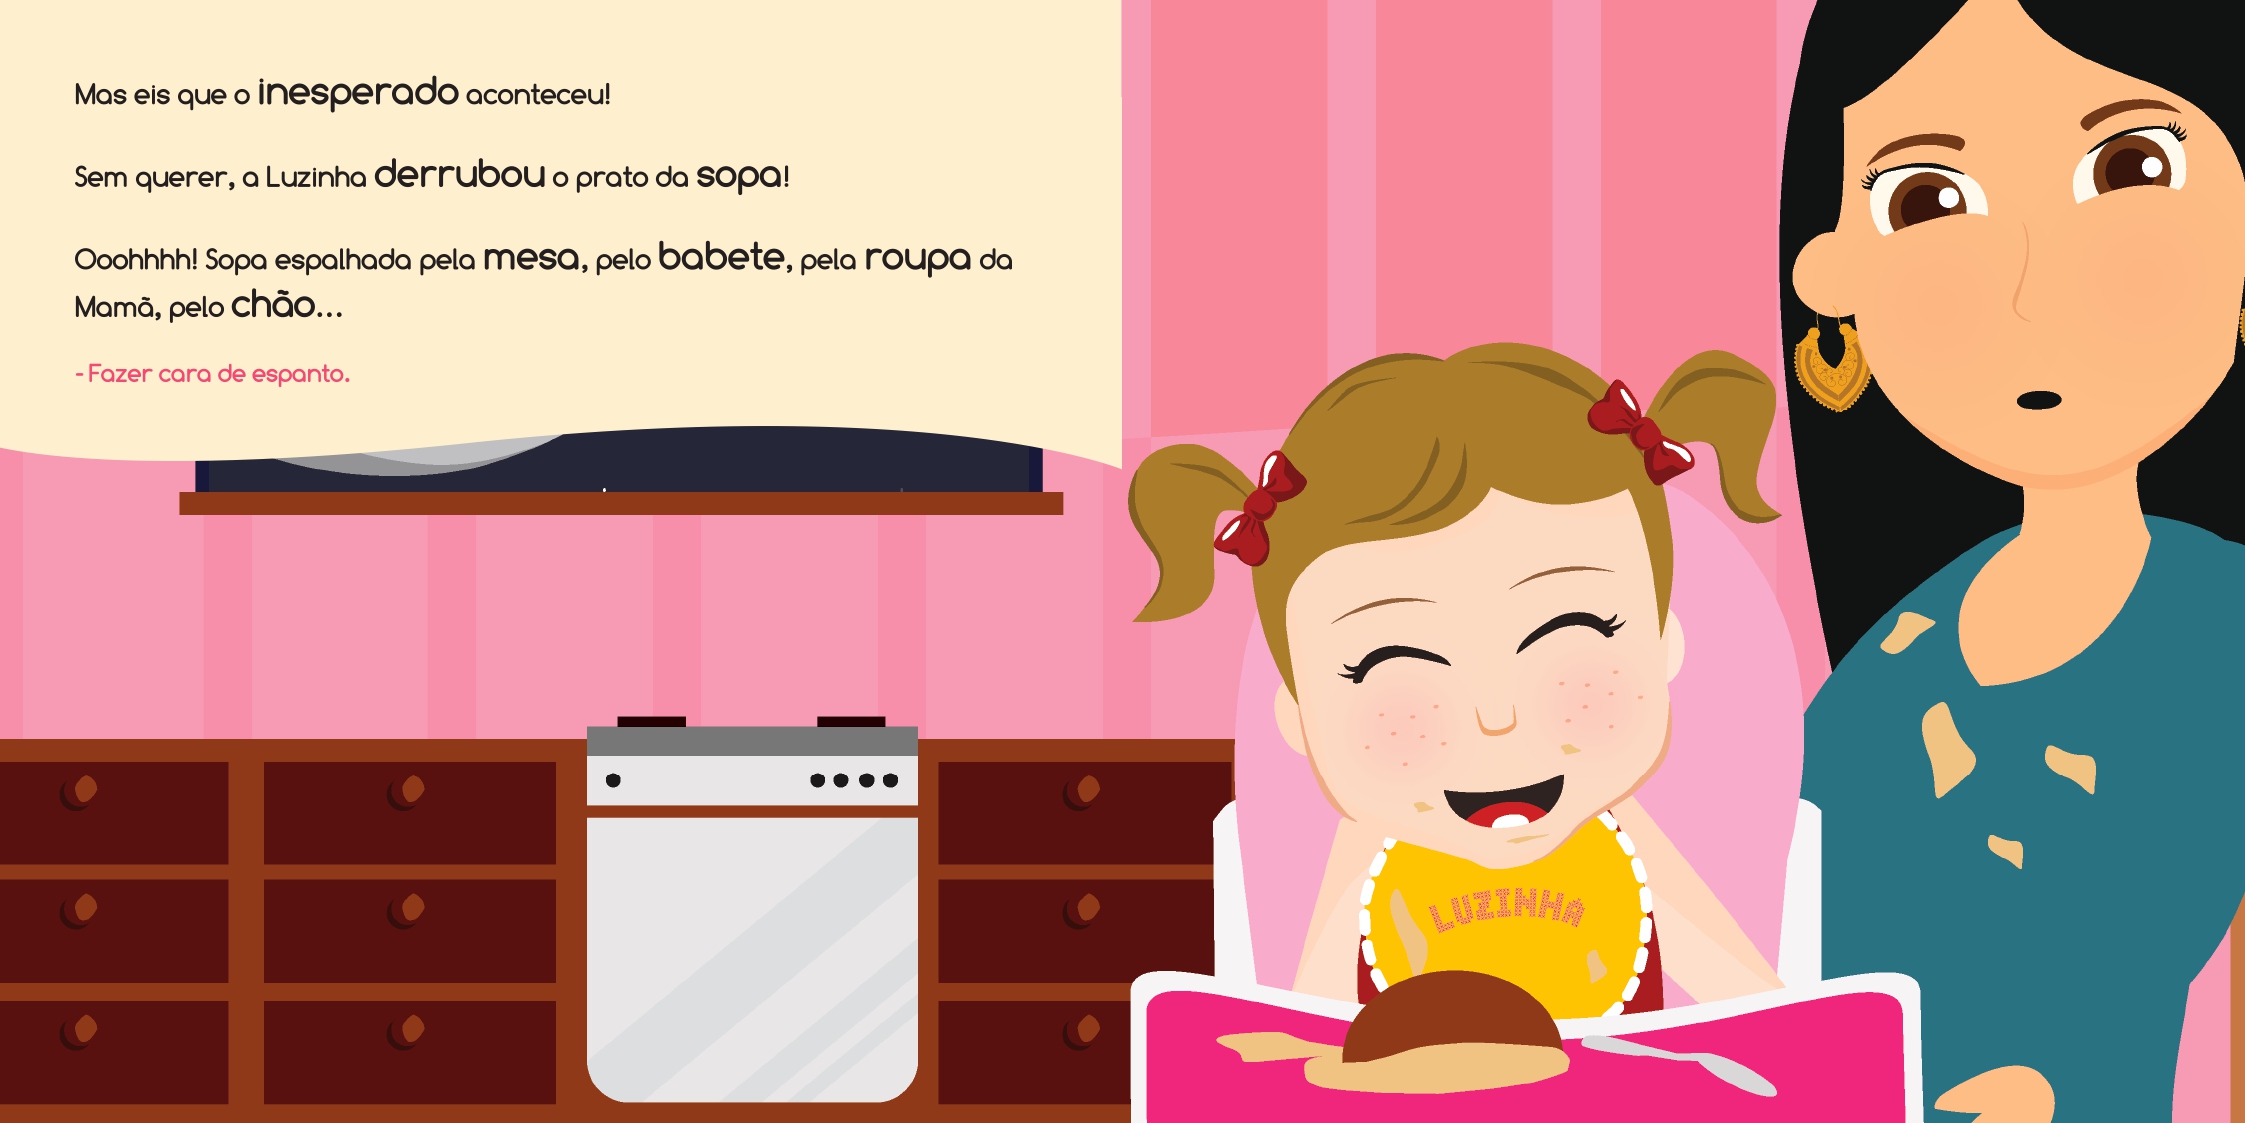 Mas eis que o inesperado aconteceu!
Sem querer, a Luzinha derrubou o prato da sopa!
Ooohhhh! Sopa espalhada pela mesa, pelo babete, pela roupa da
Mamã, pelo chão...
- Fazer cara de espanto.
LUZINHA